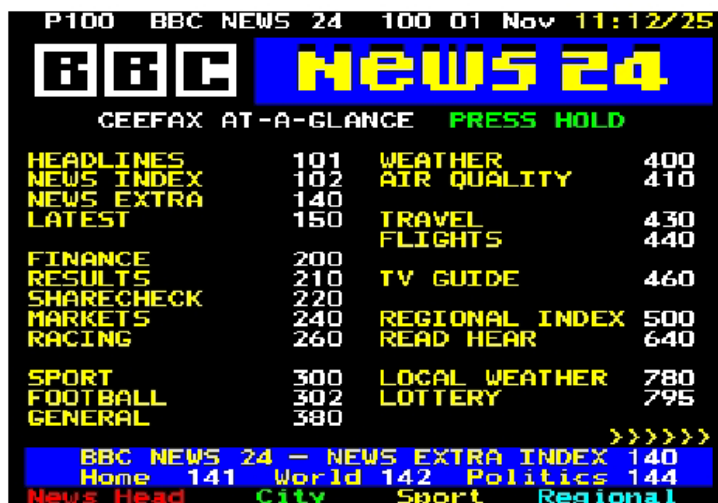 P100 BBC NEWS 24 100 01 Nov 11:12/25
BBC News 24
CEEFAX AT-A-GLANCE PRESS HOLD
HEADLINES 101 WEATHER 400
NEWS INDEX 102 AIR QUALITY 410
NEWS EXTRA 140
LATEST 150 TRAVEL 430
FLIGHTS 440
FINANCE 200
RESULTS 210 TV GUIDE 460
SHARECHECK 220
MARKETS 240 REGIONAL INDEX 500
RACING 260 READ HEAR 640
SPORT 300 LOCAL WEATHER 780
FOOTBALL 302 LOTTERY 795
GENERAL 380
>>>>>>
BBC NEWS 24 – NEWS EXTRA INDEX 140
Home 141 World 142 Politics 144
News Head City Sport Regional